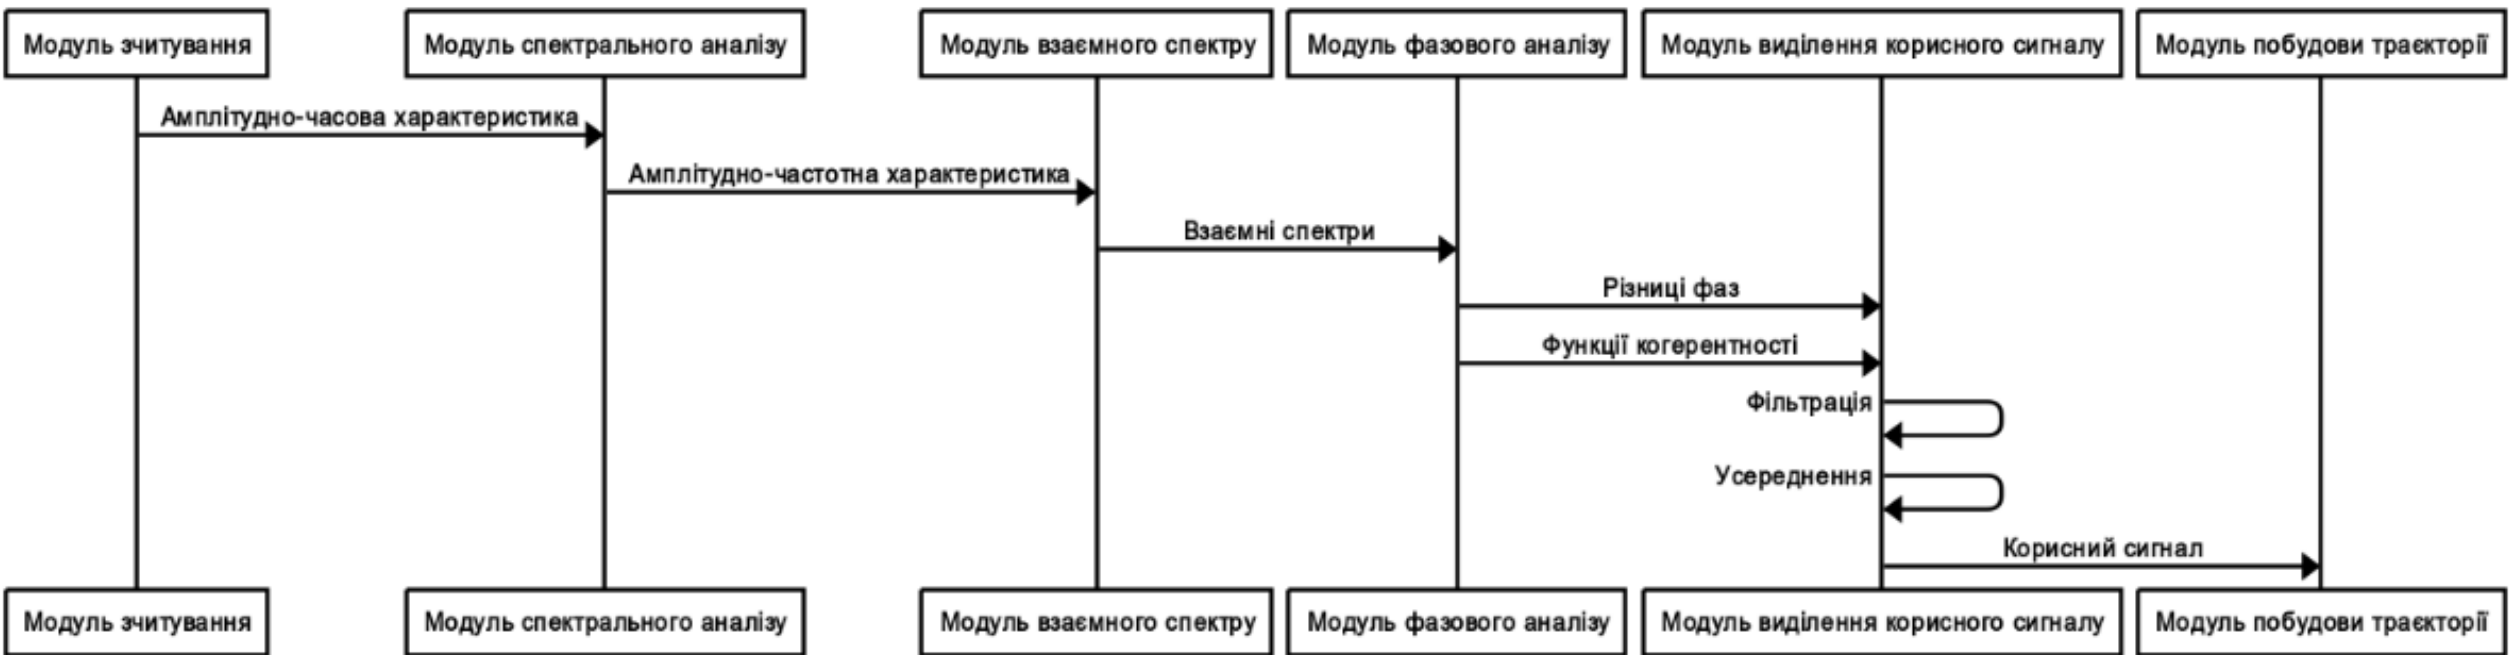 Модуль зчитування
Модуль спектрального аналізу
Модуль взаємного спектру
Модуль фазового аналізу
Модуль виділення корисного сигналу
Модуль побудови траєкторії
Амплітудно-часова характеристика
Амплітудно-частотна характеристика
Взаємні спектри
Різниці фаз
Функції когерентності
Фільтрація
Усереднення
Корисний сигнал
Модуль зчитування
Модуль спектрального аналізу
Модуль взаємного спектру
Модуль фазового аналізу
Модуль виділення корисного сигналу
Модуль побудови траєкторії